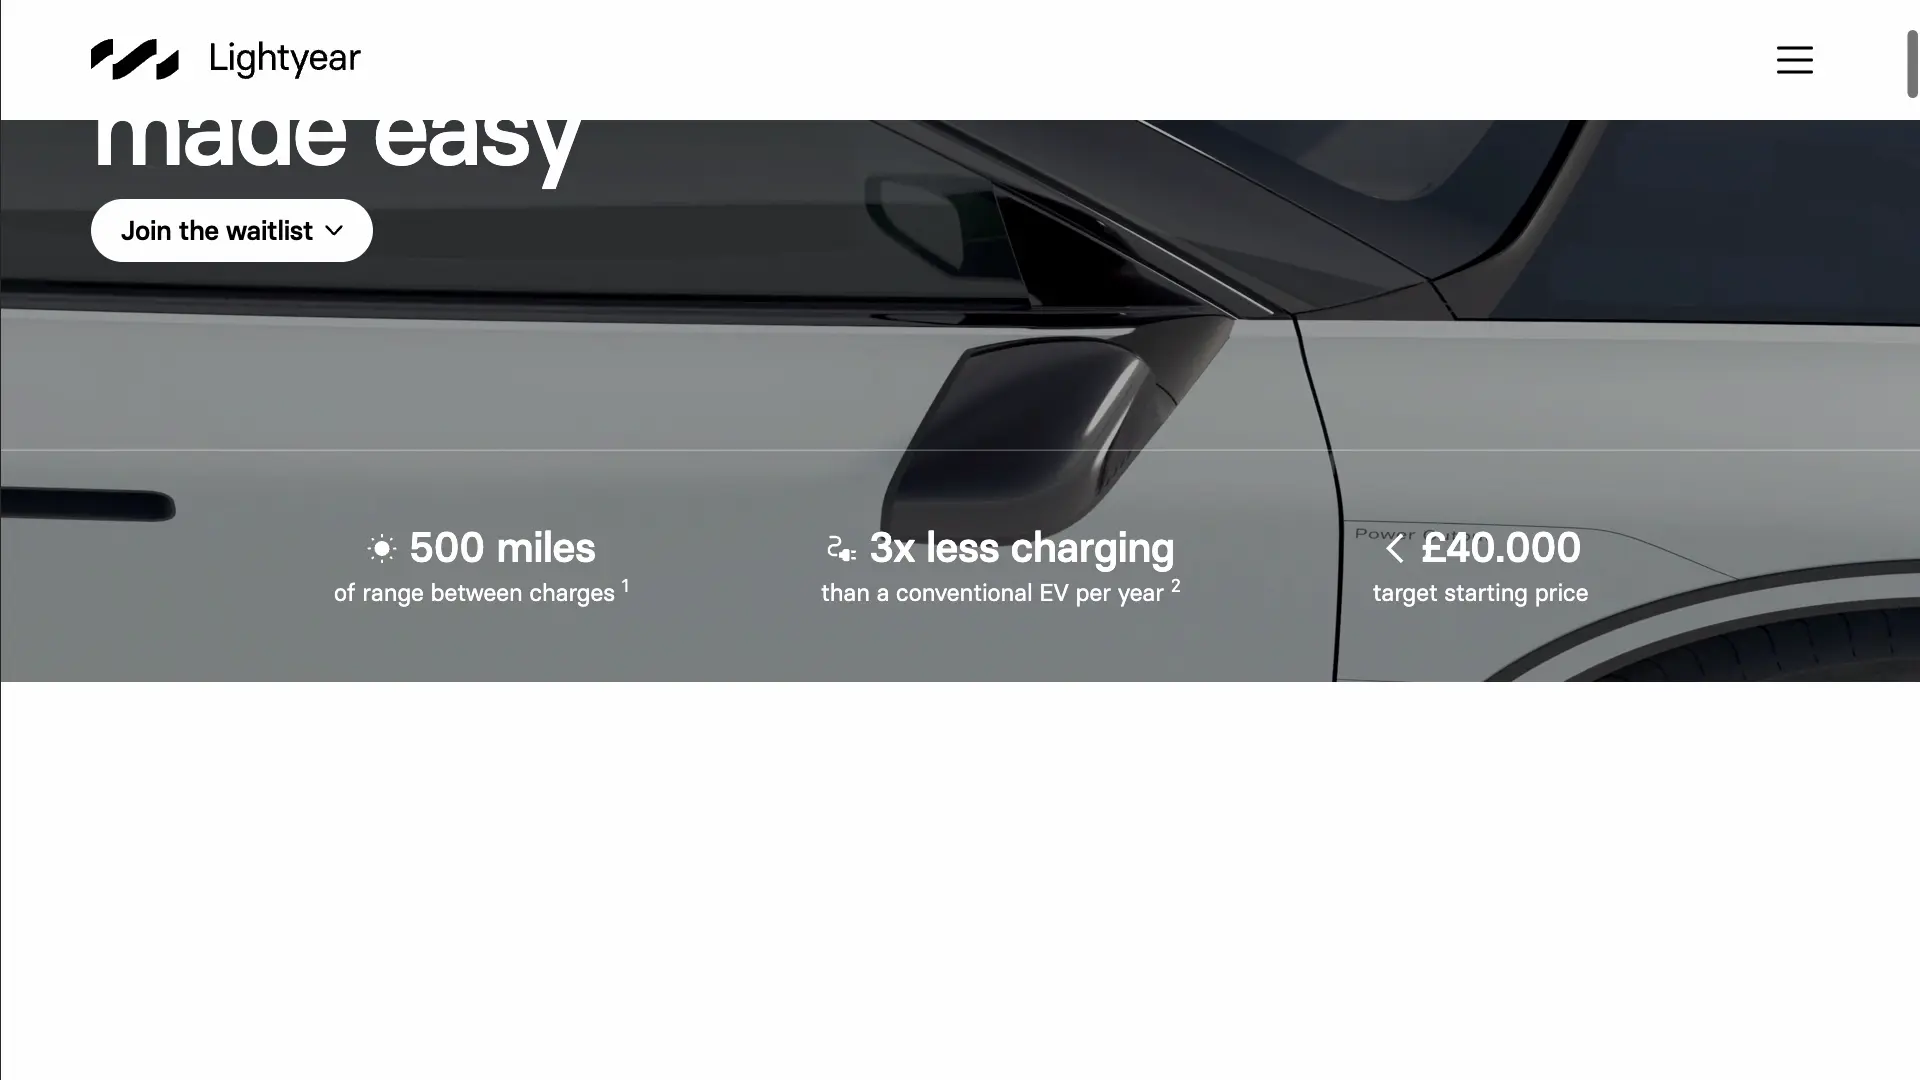 Lightyear
made easy
Join the waitlist
500 miles
of range between charges 1
3x less charging
than a conventional EV per year 2
Power
< £40.000
target starting price